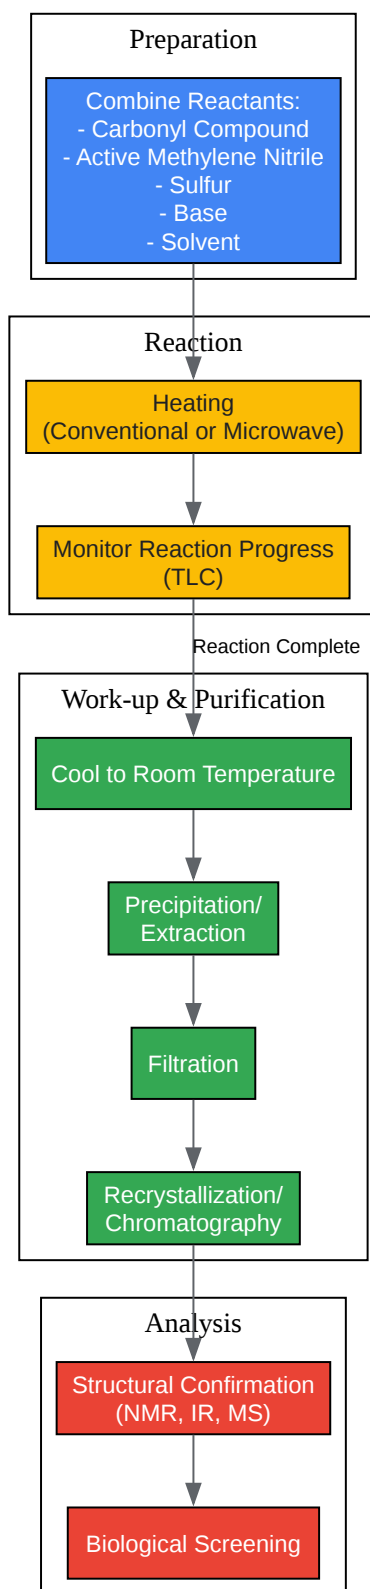 Preparation
Combine Reactants:
- Carbonyl Compound
- Active Methylene Nitrile
- Sulfur
- Base
- Solvent
Reaction
Heating
(Conventional or Microwave)
Monitor Reaction Progress
(TLC)
Reaction Complete
Work-up & Purification
Cool to Room Temperature
Precipitation/
Extraction
Filtration
Recrystallization/
Chromatography
Analysis
Structural Confirmation
(NMR, IR, MS)
Biological Screening